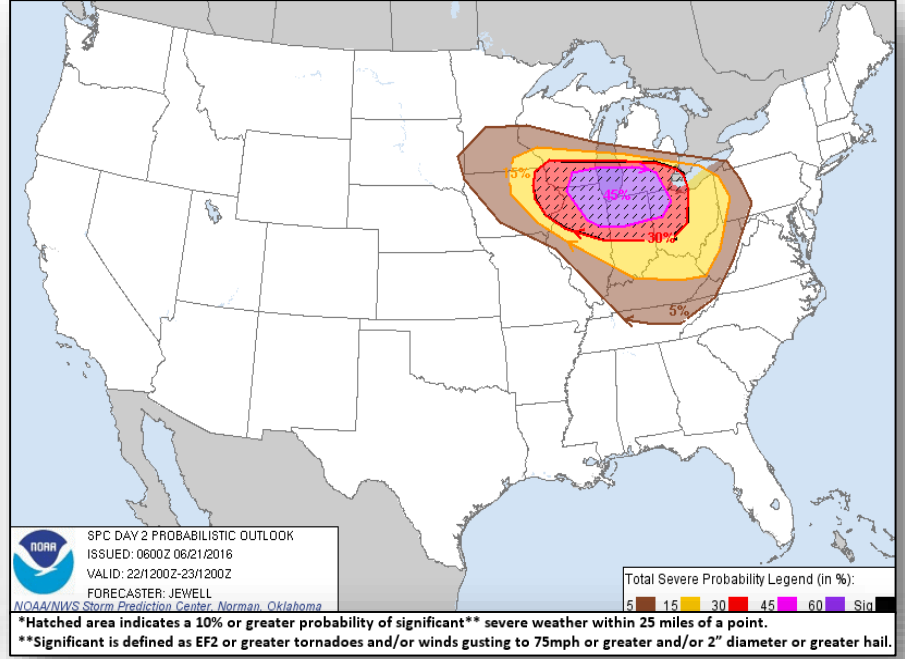 5%
45%
30%
5%
NOAA
SPC DAY 2 PROBABILISTIC OUTLOOK
ISSUED: 0600Z 06/21/2016
VALID: 22/1200Z-23/1200Z
FORECASTER: JEWELL
NOAA/NWS Storm Prediction Center, Norman, Oklahoma
Total Severe Probability Legend (in %):
5 15 30 45 60 Sig
*Hatched area indicates a 10% or greater probability of significant** severe weather within 25 miles of a point.
**Significant is defined as EF2 or greater tornadoes and/or winds gusting to 75mph or greater and/or 2” diameter or greater hail.